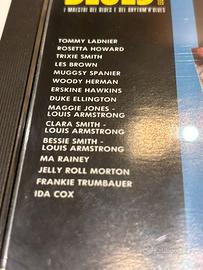 BLUES
I MAESTRI DEL BLUES E DEL RHYTHM'N'BLUES
TOMMY LADNIER
ROSETTA HOWARD
TRIXIE SMITH
LES BROWN
MUGGSY SPANIER
WOODY HERMAN
ERSKINE HAWKINS
DUKE ELLINGTON
MAGGIE JONES -
LOUIS ARMSTRONG
CLARA SMITH -
LOUIS ARMSTRONG
BESSIE SMITH -
LOUIS ARMSTRONG
MA RAINEY
JELLY ROLL MORTON
FRANKIE TRUMBAUER
IDA COX